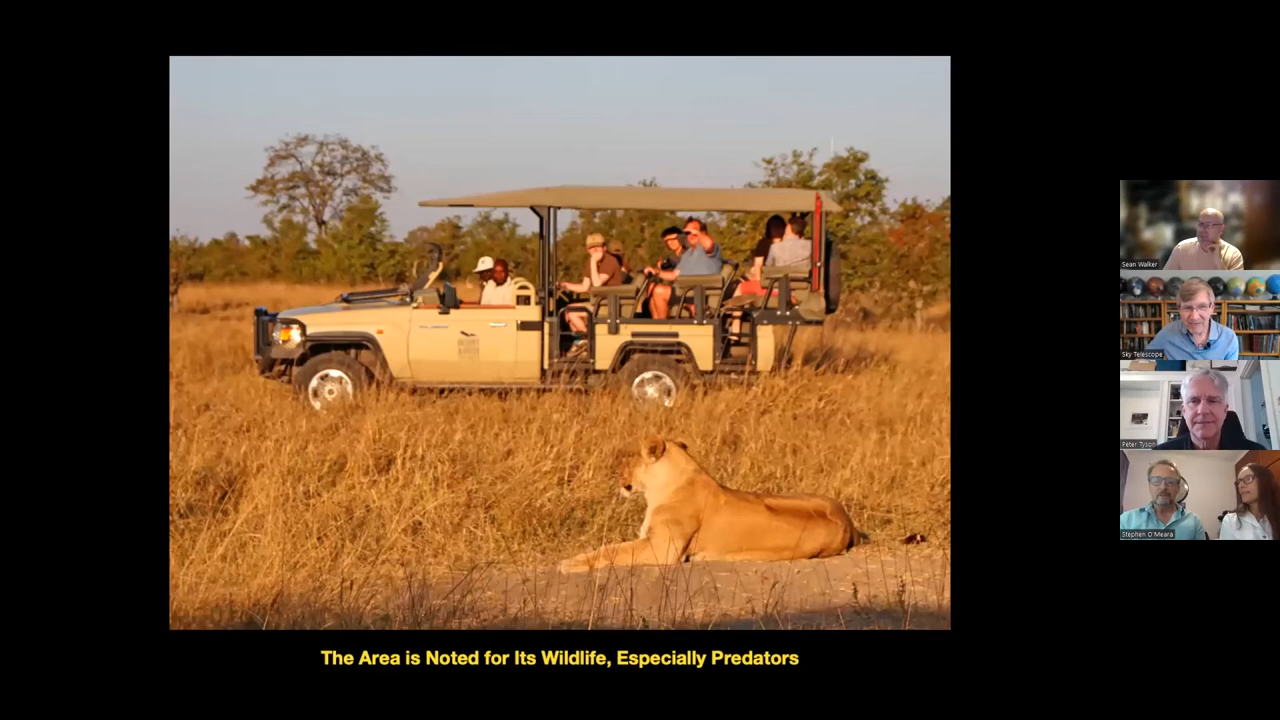 Sean Walker
Sky Telescope
Peter Tyson
Stephen O'Meara
The Area is Noted for Its Wildlife, Especially Predators